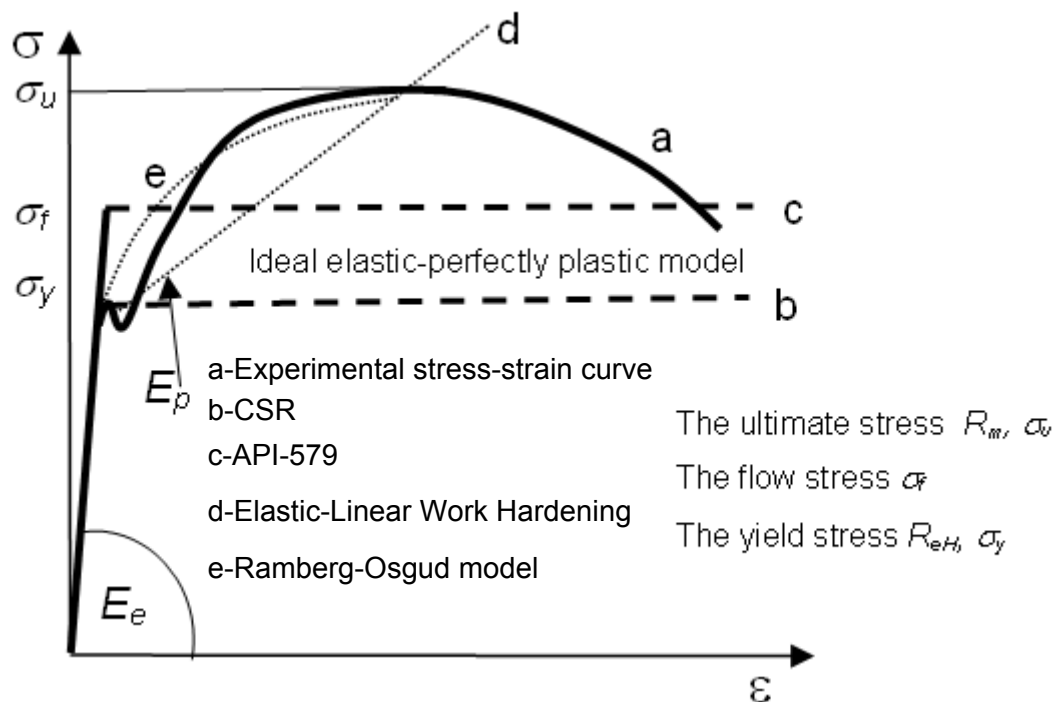 d
σ
σu
a
e
σf
c
Ideal elastic-perfectly plastic model
σy
b
Ep
a-Experimental stress-strain curve
b-CSR
c-API-579
d-Elastic-Linear Work Hardening
e-Ramberg-Osgud model
The ultimate stress Rm, σu
The flow stress σf
The yield stress ReH, σy
Ee
ε